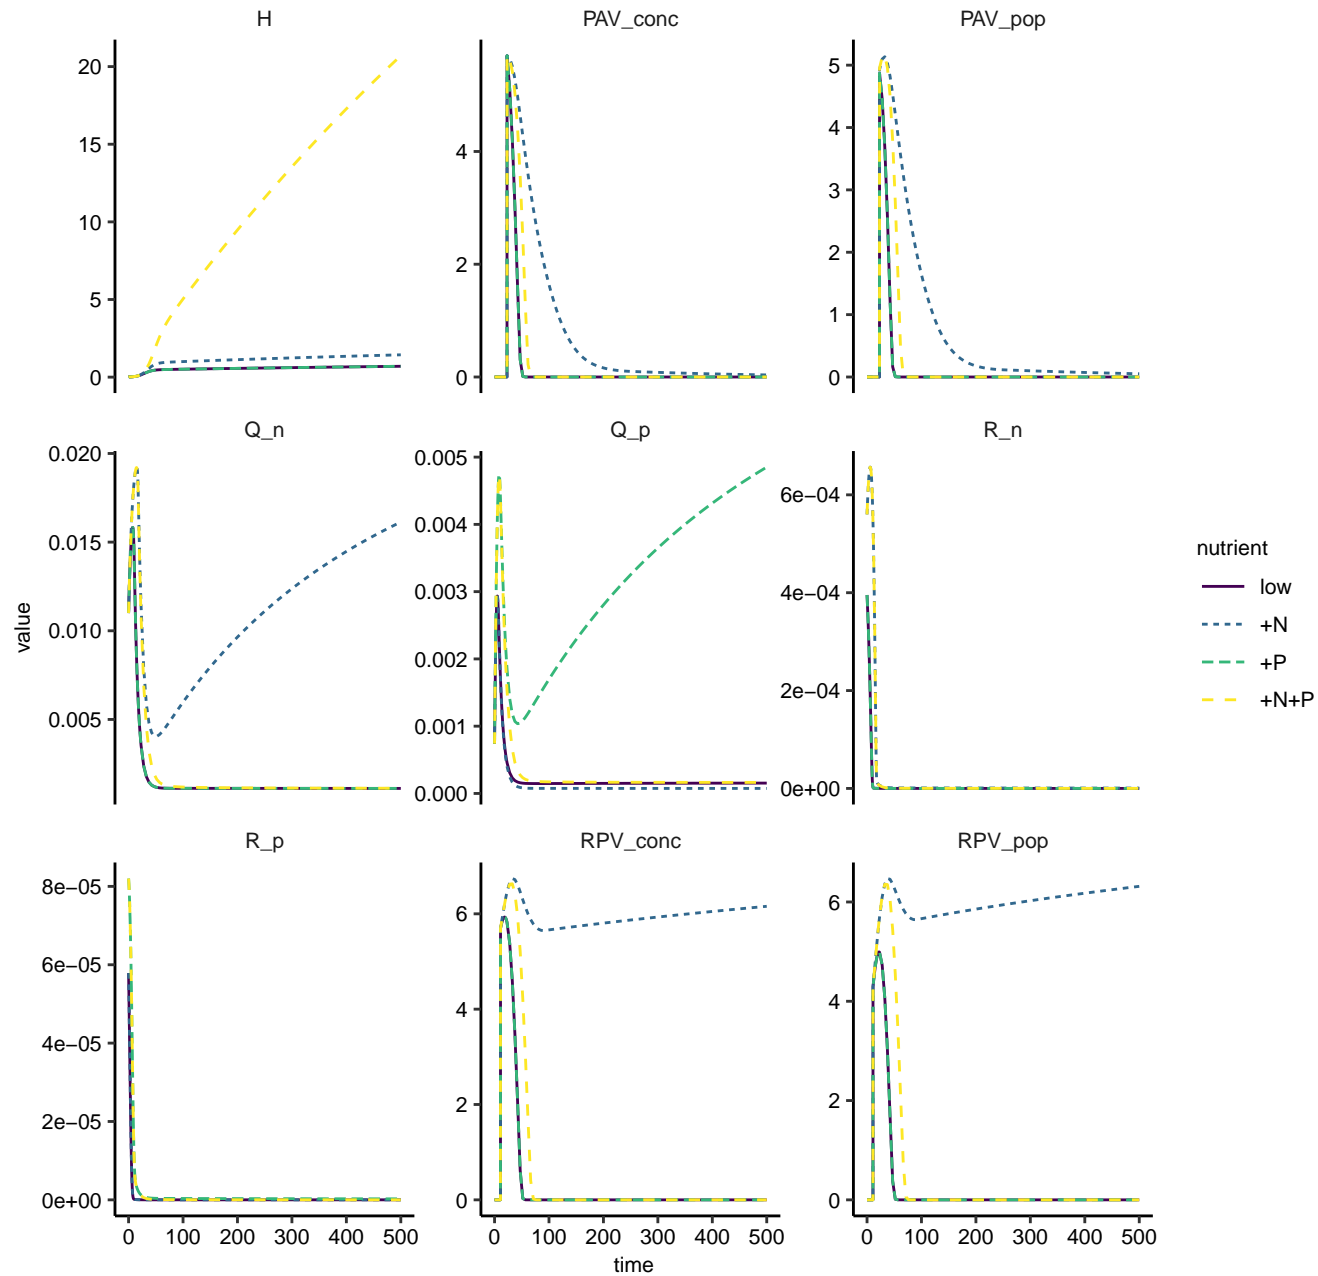 H
PAV_conc
PAV_pop
20
15
10
5
0
4
2
0
5
4
3
2
1
0
Q_n
Q_p
R_n
0.020
0.015
0.010
0.005
0.005
0.004
0.003
0.002
0.001
0.000
6e−04
4e−04
2e−04
0e+00
value
nutrient
low
+N
+P
+N+P
R_p
RPV_conc
RPV_pop
8e−05
6e−05
4e−05
2e−05
0e+00
6
4
2
0
6
4
2
0
0 100 200 300 400 500
0 100 200 300 400 500
0 100 200 300 400 500
time